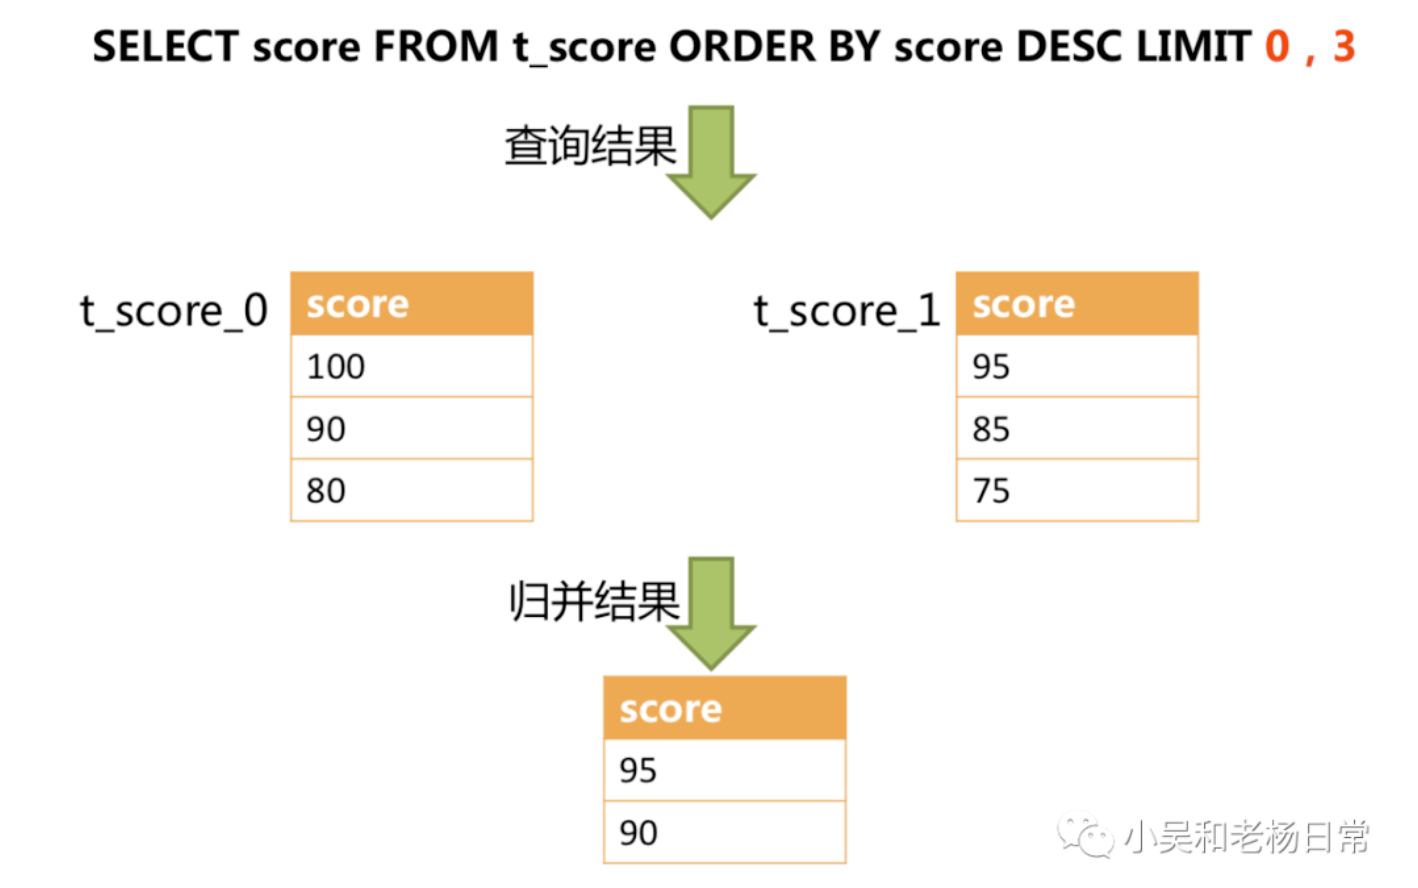 SELECT score FROM t_score ORDER BY score DESC LIMIT 0 , 3
查询结果
t_score_0
score
100
90
80
t_score_1
score
95
85
75
归并结果
score
95
90
小吴和老杨日常